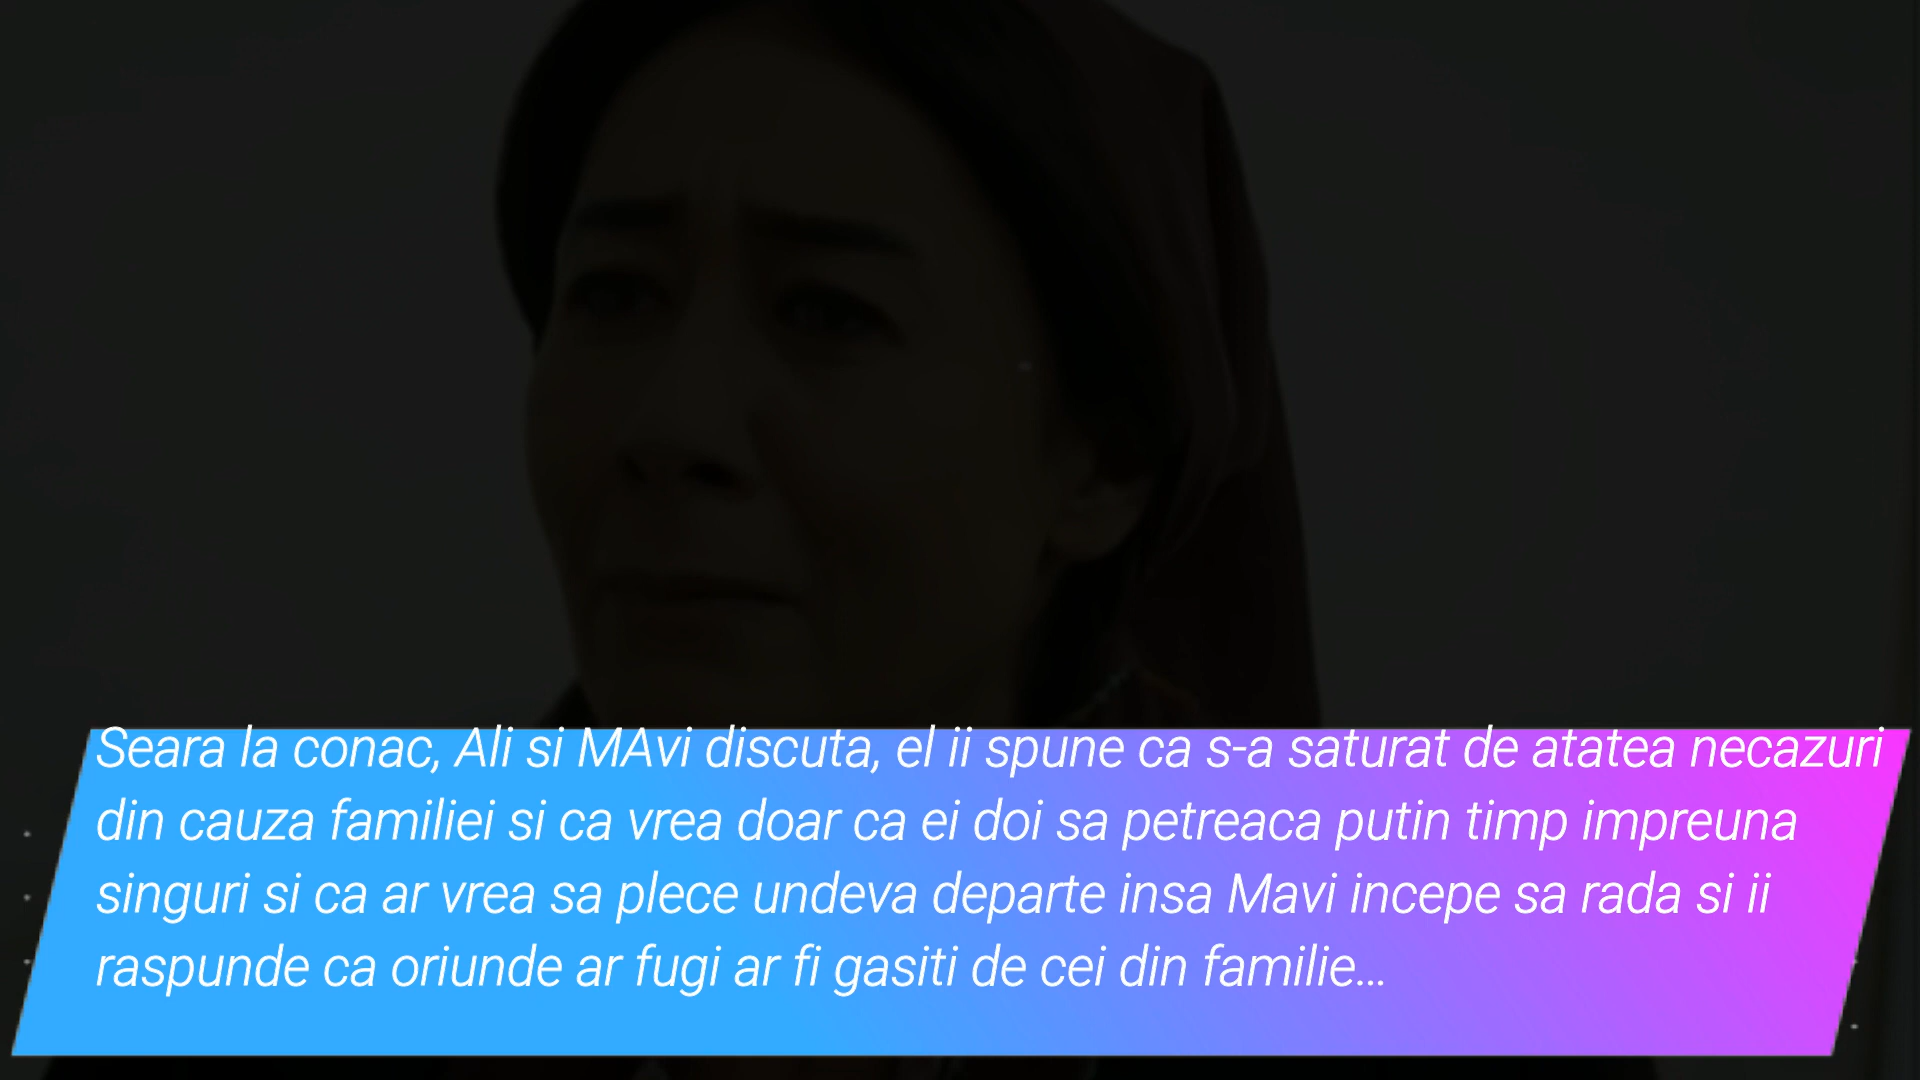 Seara la conac, Ali si MAvi discuta, el ii spune ca s-a saturat de atatea necazuri
din cauza familiei si ca vrea doar ca ei doi sa petreaca putin timp impreuna
singuri si ca ar vrea sa plece undeva departe insa Mavi incepe sa rada si ii
raspunde ca oriunde ar fugi ar fi gasiti de cei din familie...